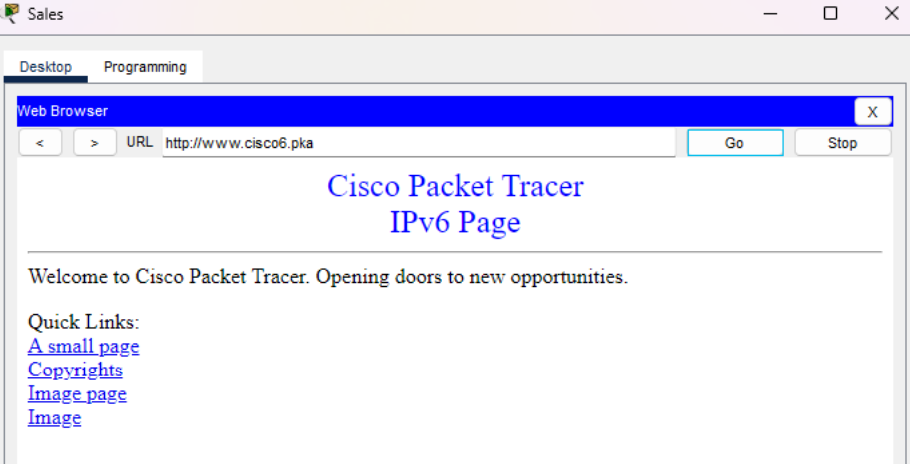 Sales
Desktop Programming
Web Browser X
< > URL http://www.cisco6.pka Go Stop
Cisco Packet Tracer
IPv6 Page
Welcome to Cisco Packet Tracer. Opening doors to new opportunities.
Quick Links:
A small page
Copyrights
Image page
Image